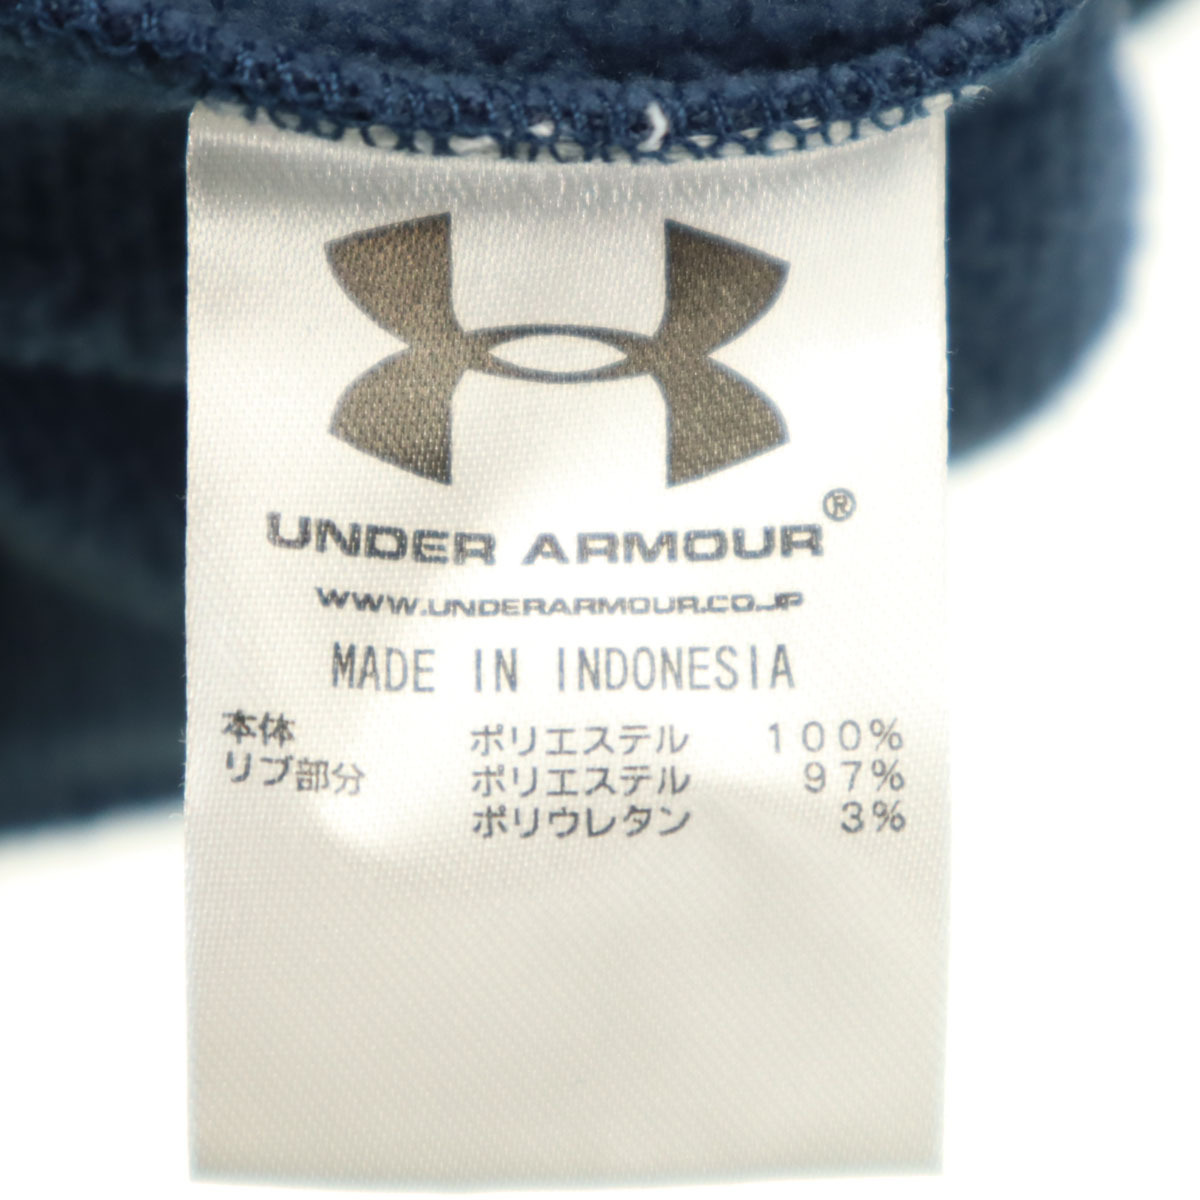 UNDER ARMOUR®
WWW.UNDERARMOUR.CO.JP
MADE IN INDONESIA
本体 ポリエステル 100%
リブ部分 ポリエステル 97%
ポリウレタン 3%